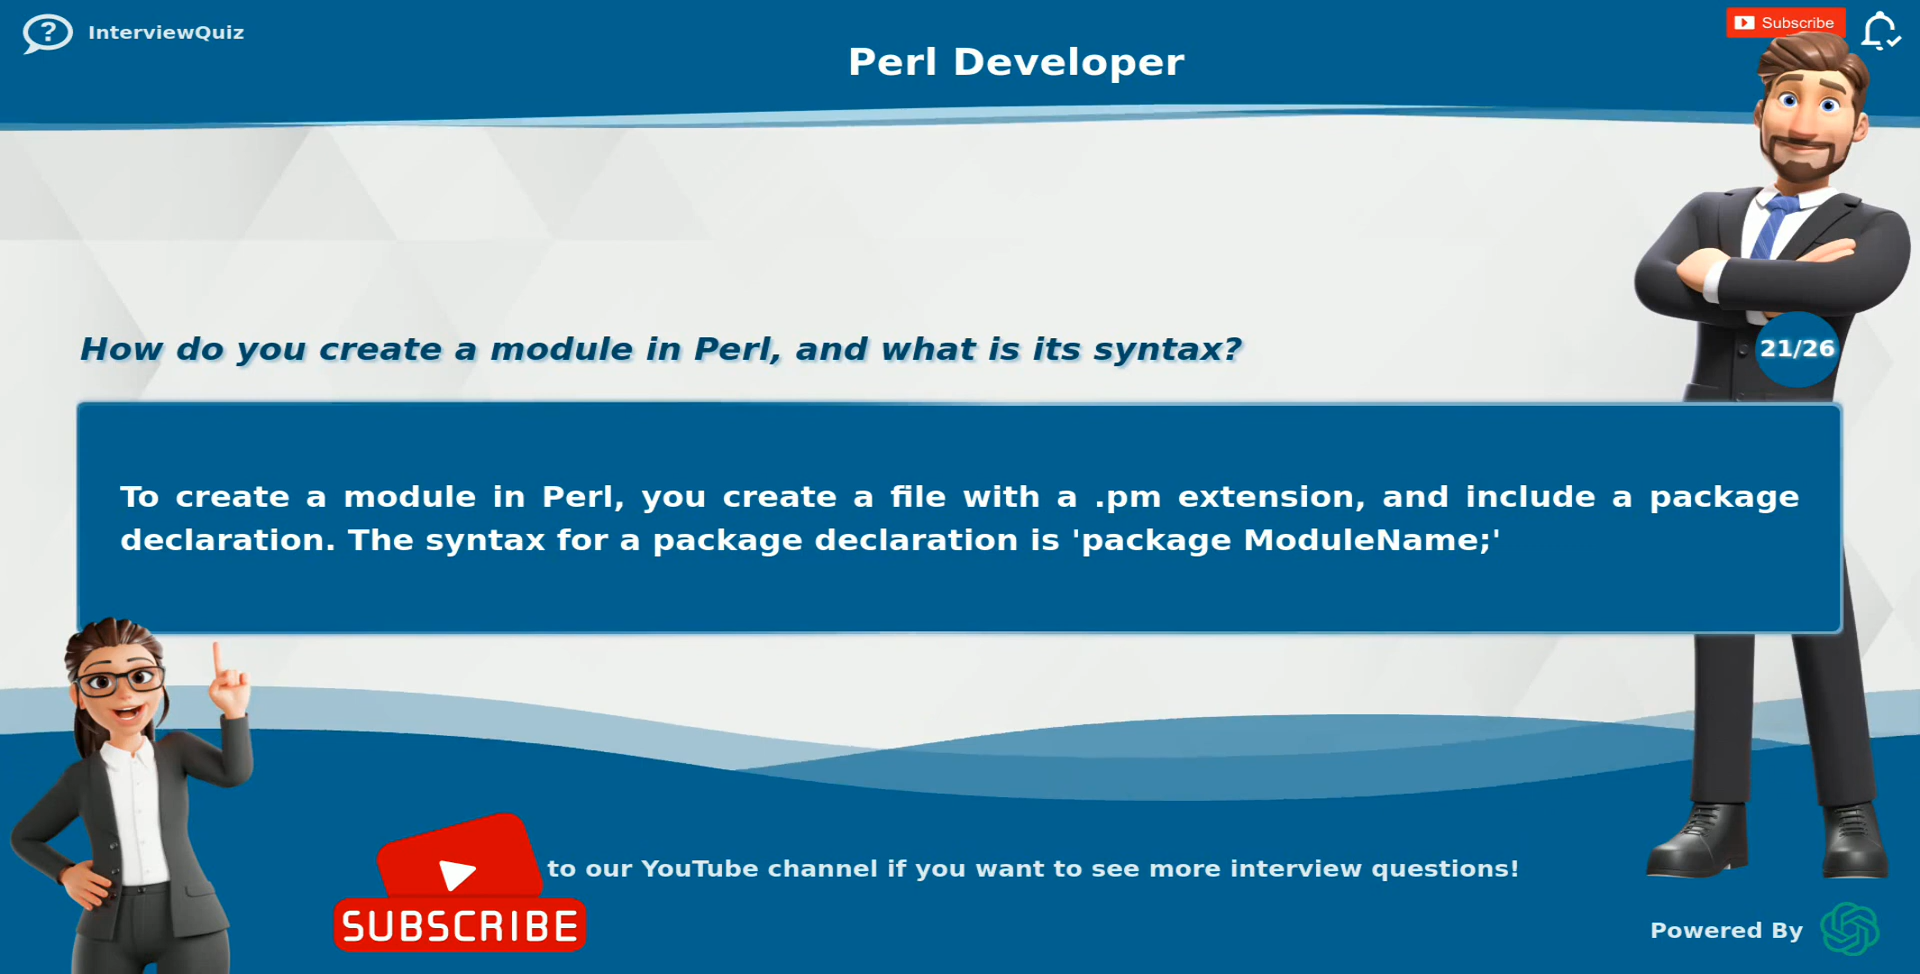 InterviewQuiz
Subscribe
Perl Developer
How do you create a module in Perl, and what is its syntax?
21/26
To create a module in Perl, you create a file with a .pm extension, and include a package
declaration. The syntax for a package declaration is 'package ModuleName;'
to our YouTube channel if you want to see more interview questions!
SUBSCRIBE
Powered By